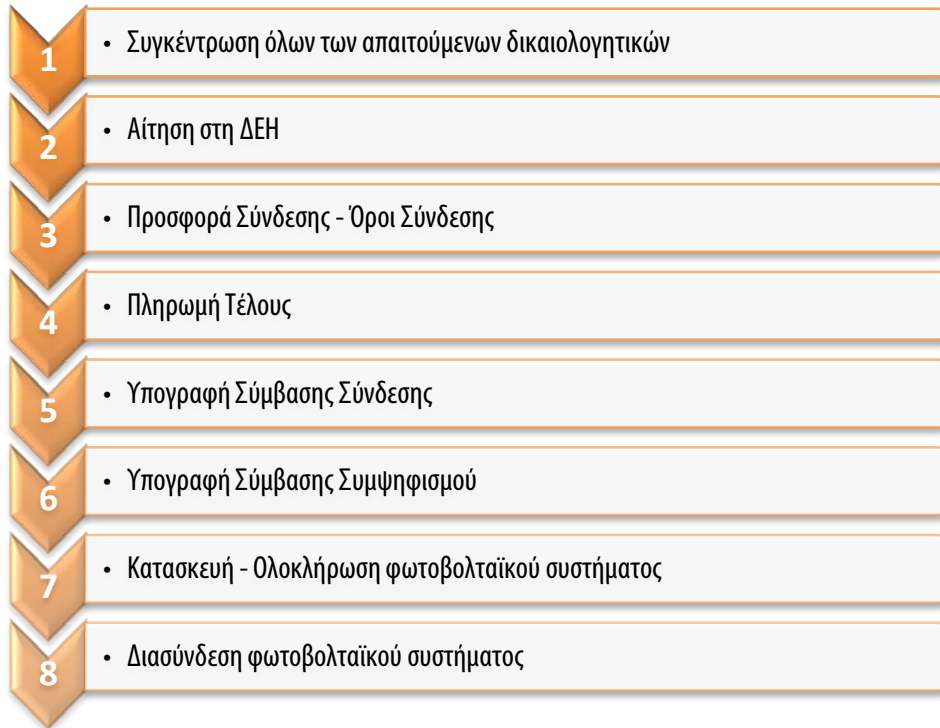 1 • Συγκέντρωση όλων των απαιτούμενων δικαιολογητικών
2 • Αίτηση στη ΔΕΗ
3 • Προσφορά Σύνδεσης - Όροι Σύνδεσης
4 • Πληρωμή Τέλους
5 • Υπογραφή Σύμβασης Σύνδεσης
6 • Υπογραφή Σύμβασης Συμψηφισμού
7 • Κατασκευή - Ολοκλήρωση φωτοβολταϊκού συστήματος
8 • Διασύνδεση φωτοβολταϊκού συστήματος